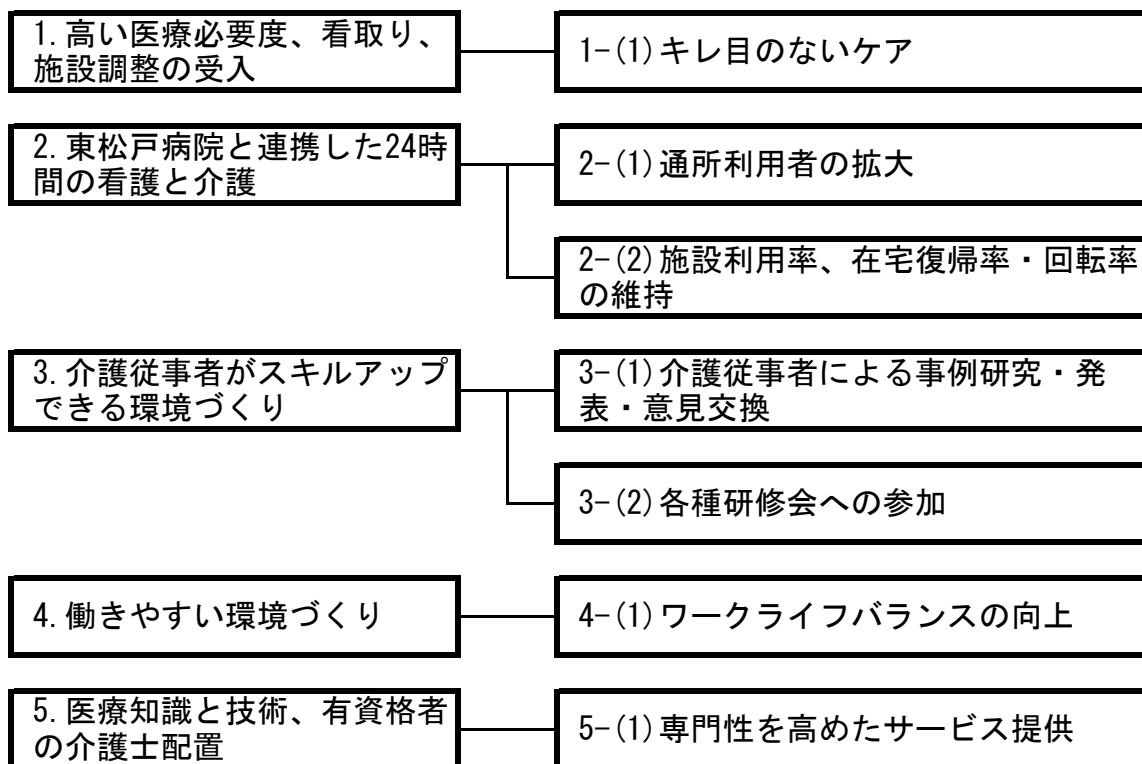 1.高い医療必要度、看取り、
施設調整の受入
1-(1)キレ目のないケア
2.東松戸病院と連携した24時
間の看護と介護
2-(1)通所利用者の拡大
2-(2)施設利用率、在宅復帰率・回転率
の維持
3.介護従事者がスキルアップ
できる環境づくり
3-(1)介護従事者による事例研究・発
表・意見交換
3-(2)各種研修会への参加
4.働きやすい環境づくり
4-(1)ワークライフバランスの向上
5.医療知識と技術、有資格者
の介護士配置
5-(1)専門性を高めたサービス提供